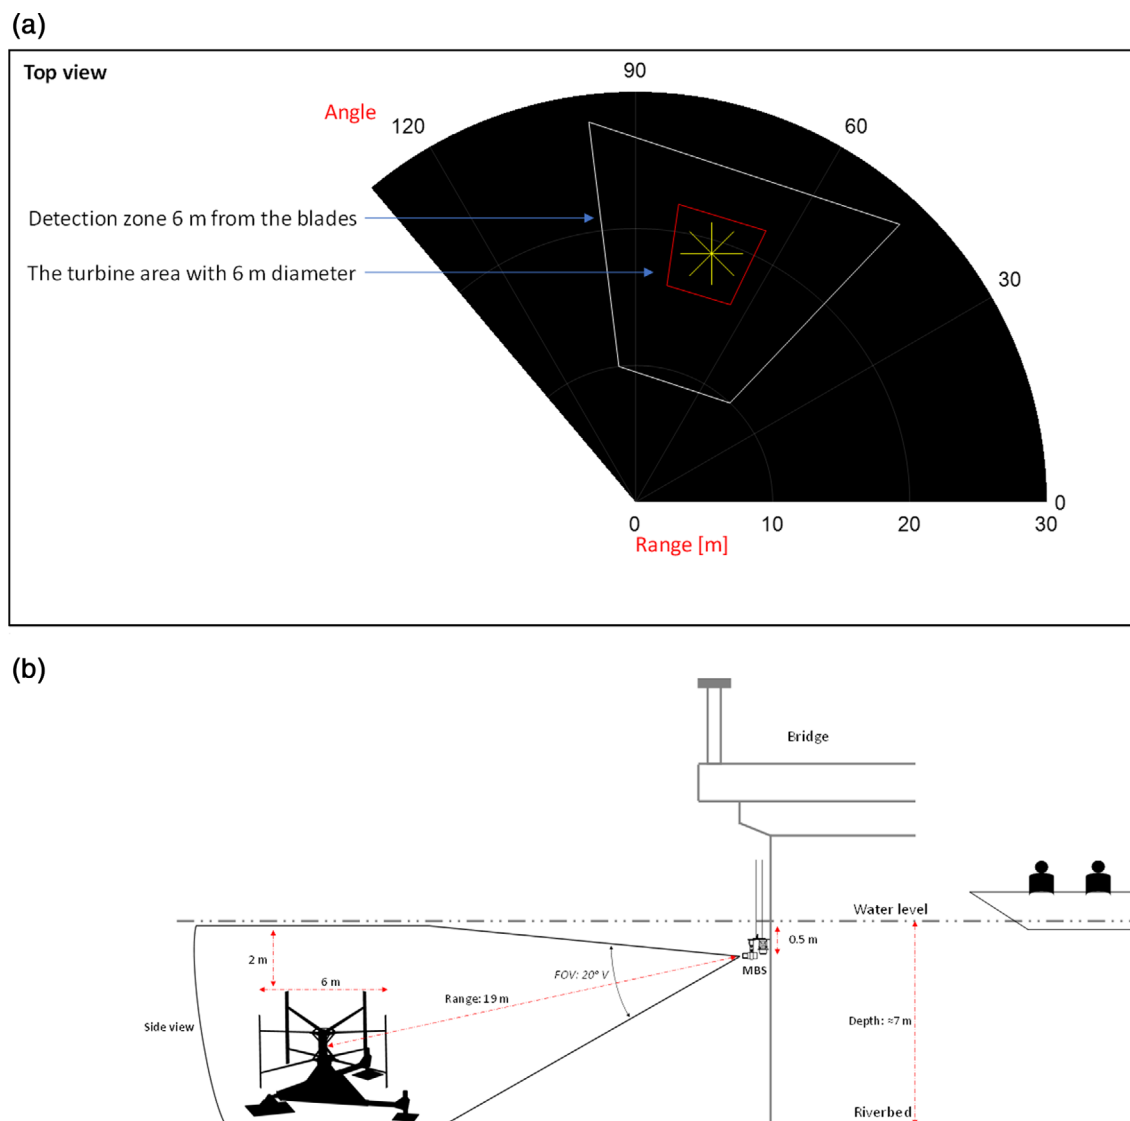 (a)
Top view
90
Angle
120
60
Detection zone 6 m from the blades
The turbine area with 6 m diameter
30
0
0
10
20
30
Range [m]
(b)
Bridge
Water level
0.5 m
2 m
FOV: 20° V
MBS
6 m
Range: 19 m
Side view
Depth: ≈7 m
Riverbed